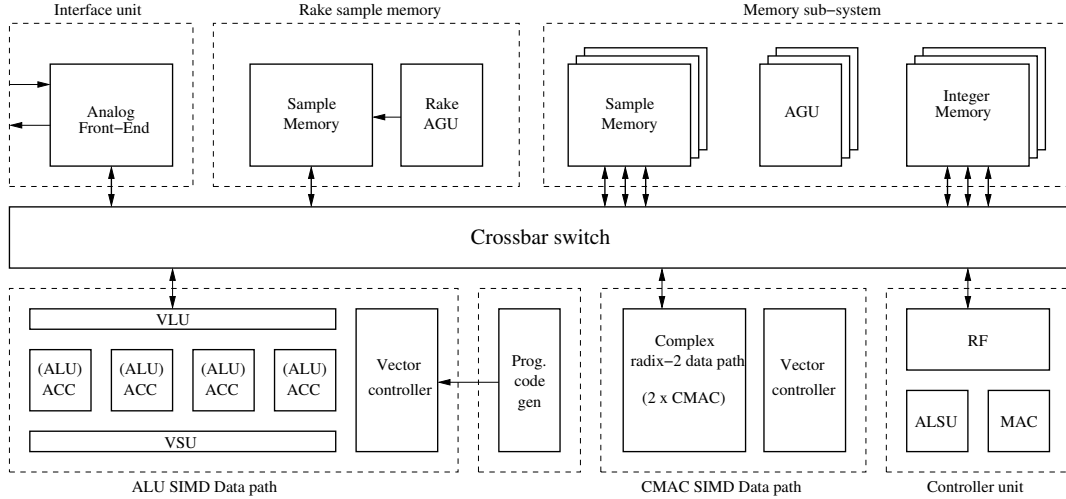 Interface unit
Rake sample memory
Memory sub−system
Analog
Front−End
Sample
Memory
Rake
AGU
Sample
Memory
AGU
Integer
Memory
Crossbar switch
VLU
(ALU)
ACC
(ALU)
ACC
(ALU)
ACC
(ALU)
ACC
VSU
Vector
controller
Prog.
code
gen
Complex
radix−2 data path
(2 x CMAC)
Vector
controller
RF
ALSU
MAC
ALU SIMD Data path
CMAC SIMD Data path
Controller unit